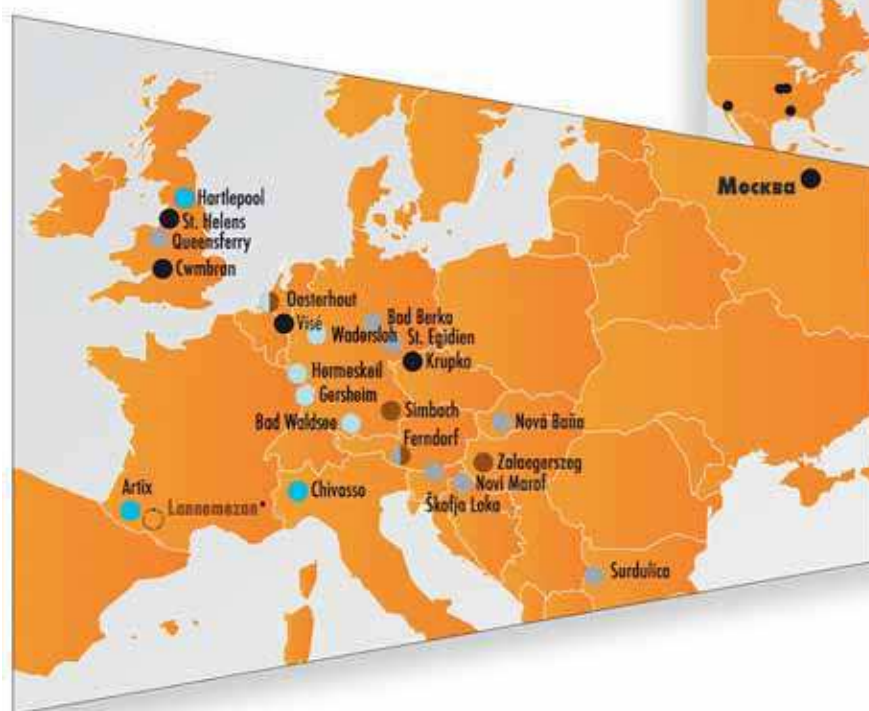 Москва
Hartlepool
St. Helens
Queensferry
Cwmbran
Oosterhout
Bad Berka
Visé
Wadersloh
St. Egidien
Krupka
Hermeskeil
Gersheim
Simbach
Bad Waldsee
Nová Baňa
Ferndorf
Zalaegerszeg
Novi Marof
Artix
Chivasso
Škofja Loka
Lannemezan*
Surdulica